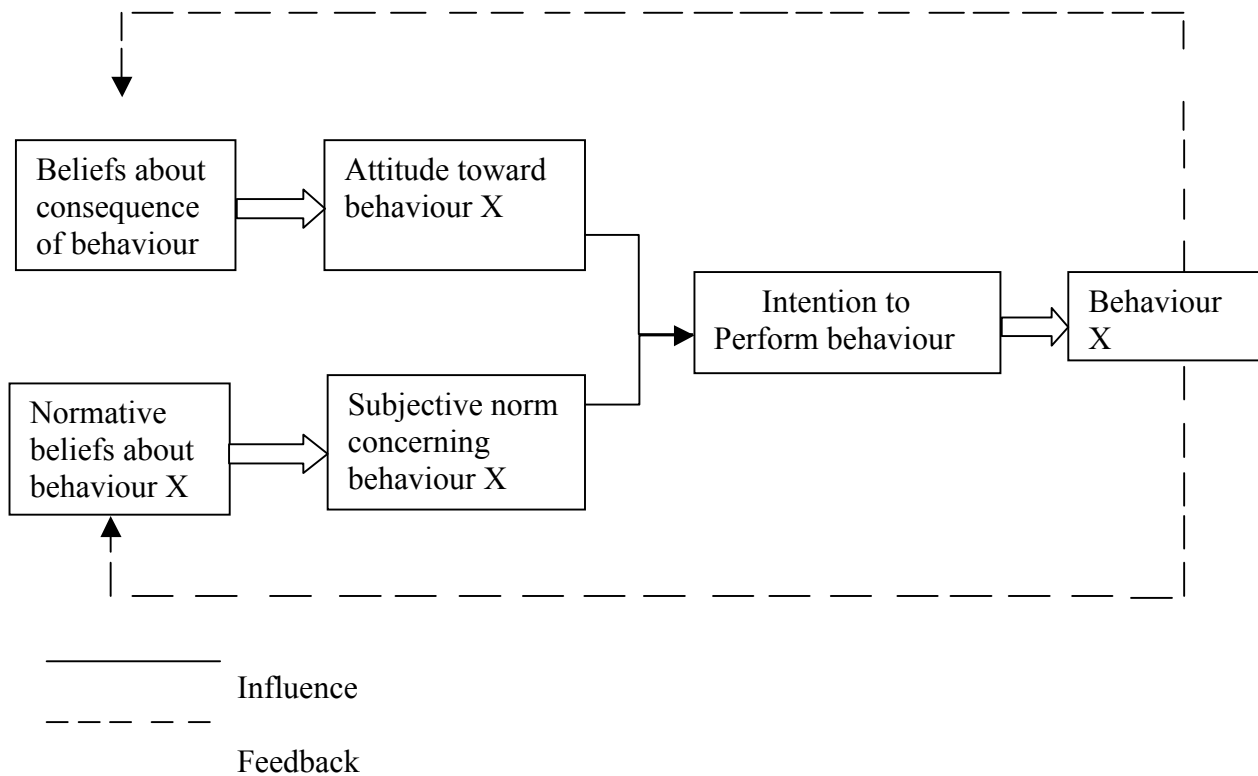 Beliefs about
consequence
of behaviour
Attitude toward
behaviour X
Intention to
Perform behaviour
Behaviour
X
Normative
beliefs about
behaviour X
Subjective norm
concerning
behaviour X
Influence
Feedback